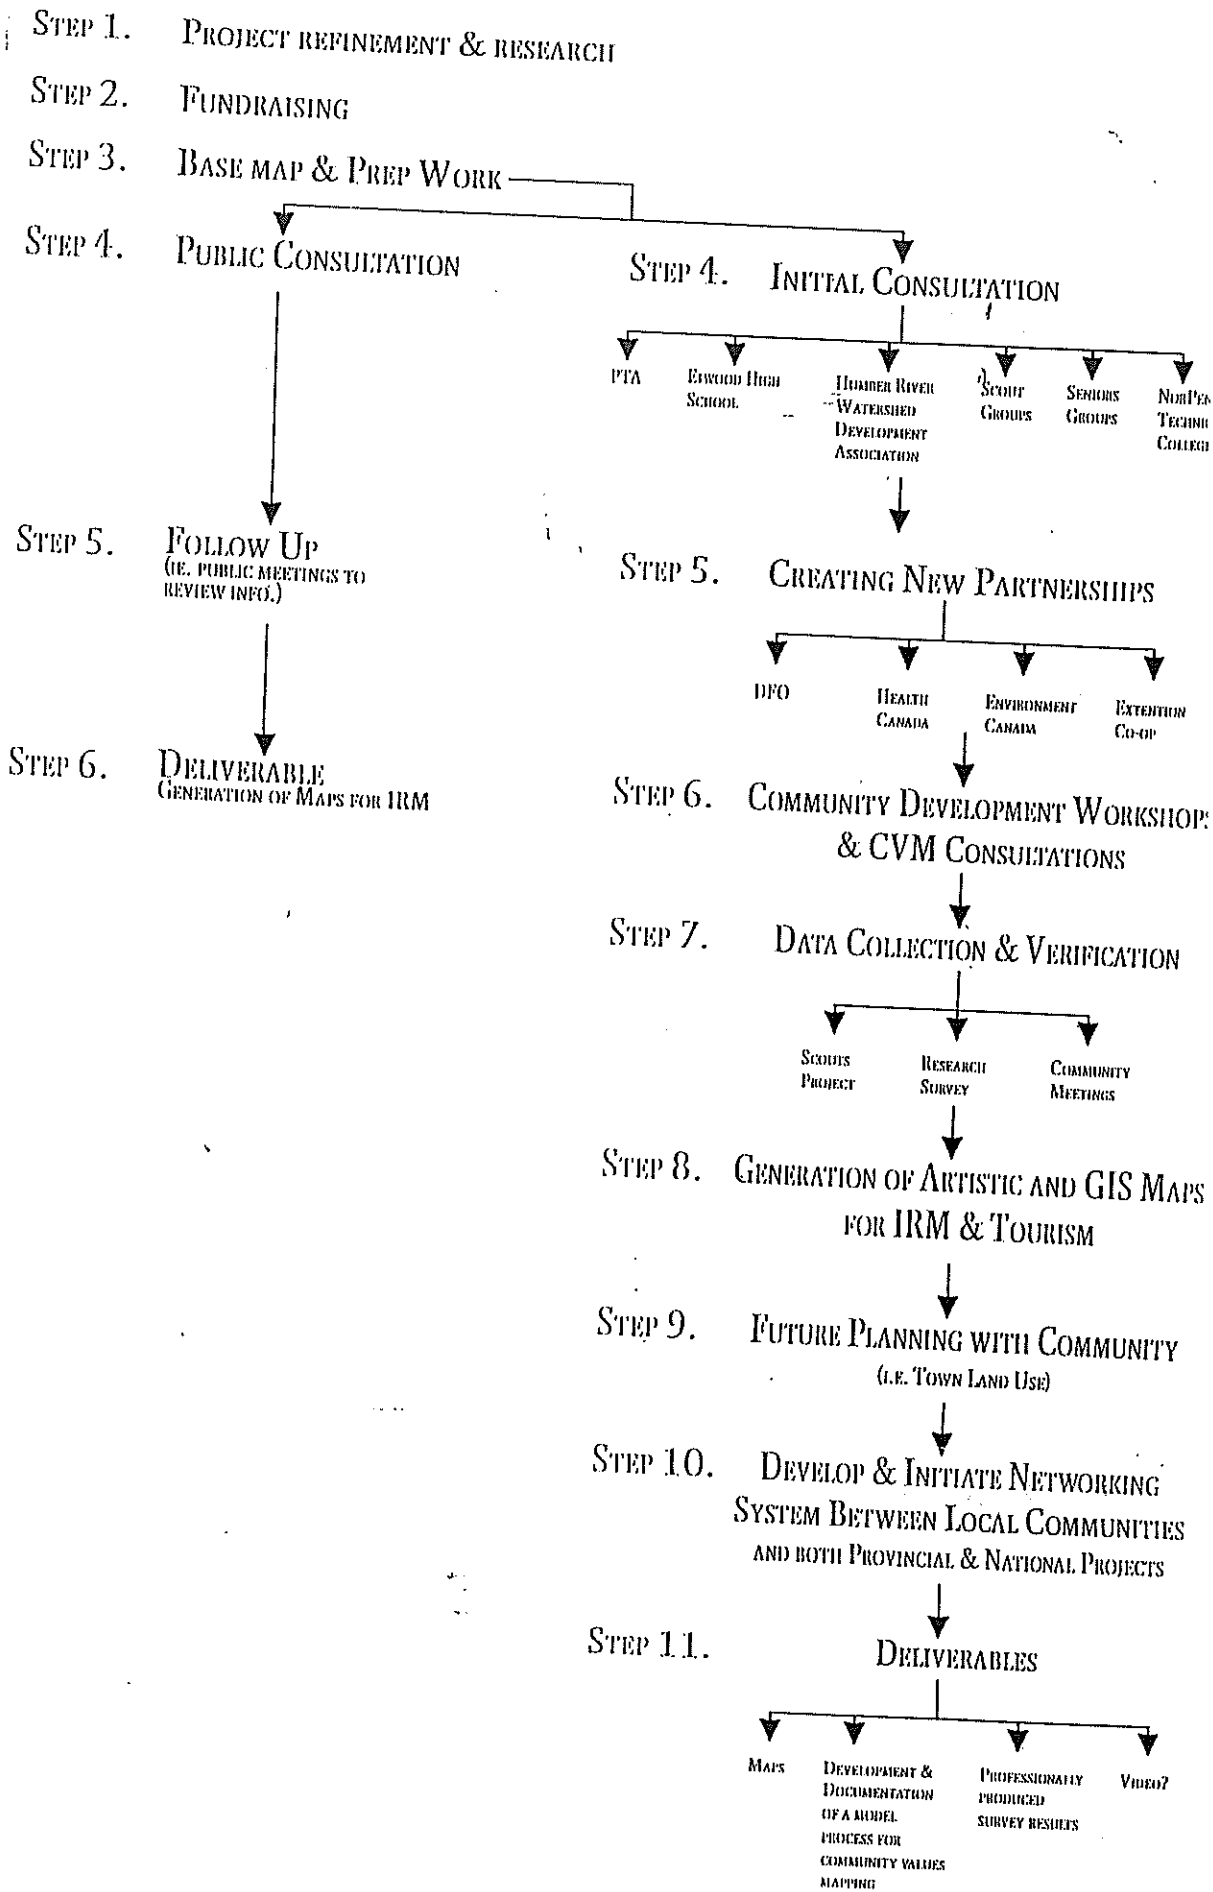 STEP 1. PROJECT REFINEMENT & RESEARCH
STEP 2. FUNDRAISING
STEP 3. BASE MAP & PREP WORK
STEP 4. PUBLIC CONSULTATION
STEP 4. INITIAL CONSULTATION
PTA
ELWOOD HIGH
SCHOOL
HUMBER RIVER
WATERSHED
DEVELOPMENT
ASSOCIATION
SCOUT
GROUPS
SENIORS
GROUPS
NORPEN
TECHNI
COLLEGE
STEP 5. FOLLOW UP
(IE. PUBLIC MEETINGS TO
REVIEW INFO.)
STEP 5. CREATING NEW PARTNERSHIPS
DFO
HEALTH
CANADA
ENVIRONMENT
CANADA
EXTENTION
CO-OP
STEP 6. DELIVERABLE
GENERATION OF MAPS FOR IRM
STEP 6. COMMUNITY DEVELOPMENT WORKSHOPS
& CVM CONSULTATIONS
STEP 7. DATA COLLECTION & VERIFICATION
SCOUTS
PROJECT
RESEARCH
SURVEY
COMMUNITY
MEETINGS
STEP 8. GENERATION OF ARTISTIC AND GIS MAPS
FOR IRM & TOURISM
STEP 9. FUTURE PLANNING WITH COMMUNITY
(I.E. TOWN LAND USE)
STEP 10. DEVELOP & INITIATE NETWORKING
SYSTEM BETWEEN LOCAL COMMUNITIES
AND BOTH PROVINCIAL & NATIONAL PROJECTS
STEP 11. DELIVERABLES
MAPS
DEVELOPMENT &
DOCUMENTATION
OF A MODEL
PROCESS FOR
COMMUNITY VALUES
MAPPING
PROFESSIONALLY
PRODUCED
SURVEY RESULTS
VIDEO?